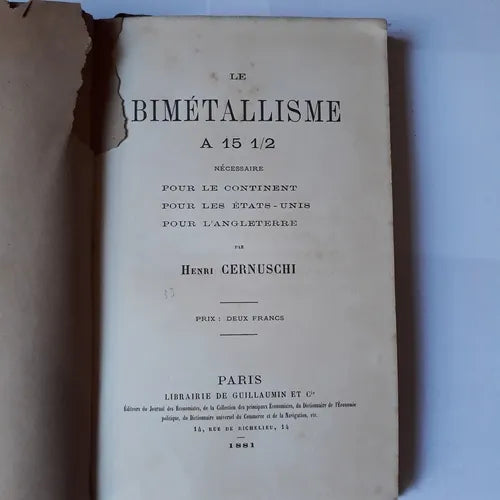 LE
BIMÉTALLISME
A 15 1/2
NÉCESSAIRE
POUR LE CONTINENT
POUR LES ÉTATS-UNIS
POUR L'ANGLETERRE
PAR
HENRI CERNUSCHI
PRIX : DEUX FRANCS
PARIS
LIBRAIRIE DE GUILLAUMIN ET Cie
Éditeurs du Journal des Économistes, de la Collection des principaux Économistes, du Dictionnaire de l'Économie
politique, du Dictionnaire universel du Commerce et de la Navigation, etc.
14, RUE DE RICHELIEU, 14
1881